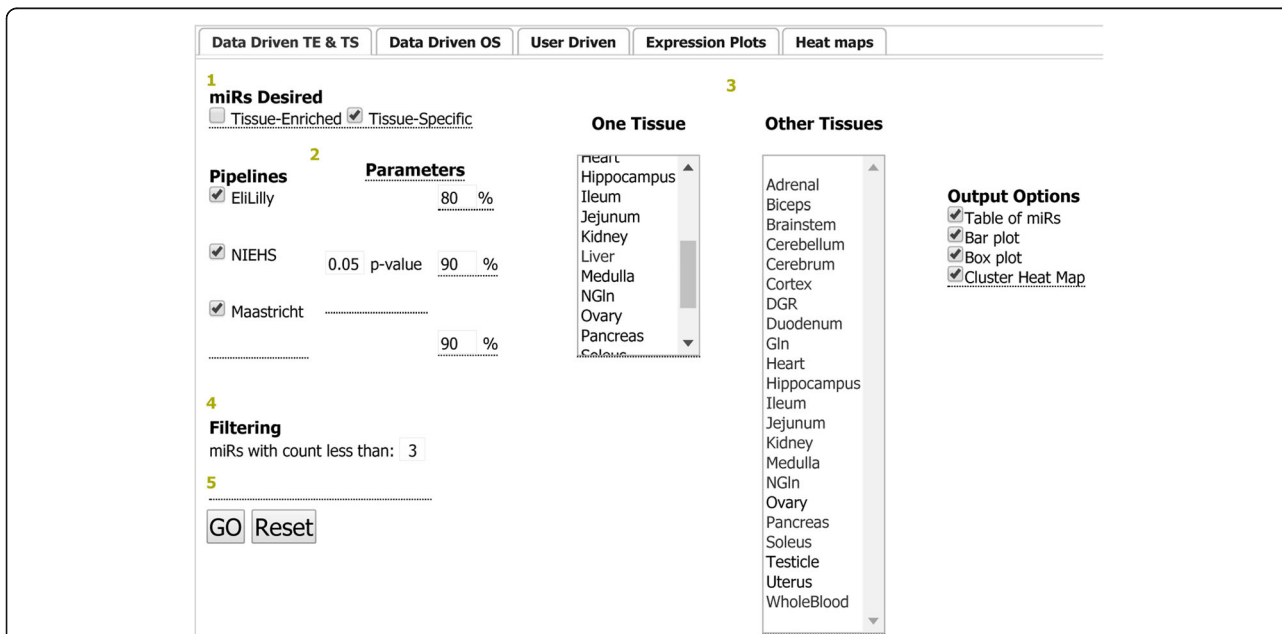 Data Driven TE & TS
Data Driven OS
User Driven
Expression Plots
Heat maps
1
miRs Desired
Tissue-Enriched
Tissue-Specific
2
Pipelines
Parameters
EliLilly
80 %
NIEHS
0.05 p-value
90 %
Maastricht
90 %
3
One Tissue
Heart
Hippocampus
Ileum
Jejunum
Kidney
Liver
Medulla
NGln
Ovary
Pancreas
Soleus
Other Tissues
Adrenal
Biceps
Brainstem
Cerebellum
Cerebrum
Cortex
DGR
Duodenum
Gln
Heart
Hippocampus
Ileum
Jejunum
Kidney
Medulla
NGln
Ovary
Pancreas
Soleus
Testicle
Uterus
WholeBlood
Output Options
Table of miRs
Bar plot
Box plot
Cluster Heat Map
4
Filtering
miRs with count less than: 3
5
GO
Reset